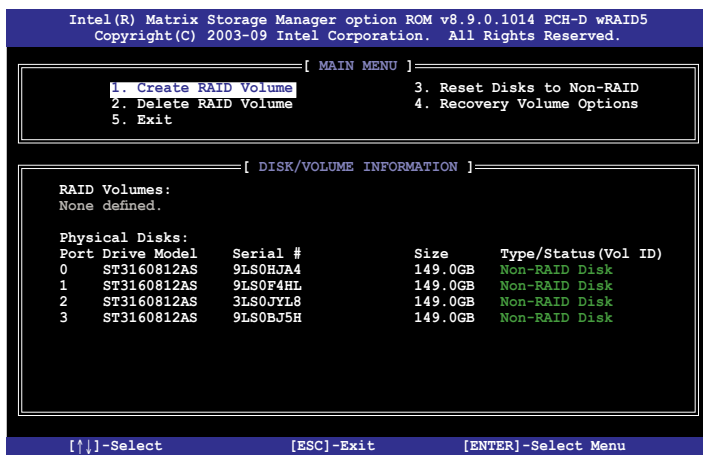 Intel(R) Matrix Storage Manager option ROM v8.9.0.1014 PCH-D wRAID5
Copyright(C) 2003-09 Intel Corporation. All Rights Reserved.
[ MAIN MENU ]
1. Create RAID Volume 3. Reset Disks to Non-RAID
2. Delete RAID Volume 4. Recovery Volume Options
5. Exit
[ DISK/VOLUME INFORMATION ]
RAID Volumes:
None defined.
Physical Disks:
Port Drive Model Serial # Size Type/Status(Vol ID)
0 ST3160812AS 9LS0HJA4 149.0GB Non-RAID Disk
1 ST3160812AS 9LS0F4HL 149.0GB Non-RAID Disk
2 ST3160812AS 3LS0JYL8 149.0GB Non-RAID Disk
3 ST3160812AS 9LS0BJ5H 149.0GB Non-RAID Disk
[↑↓]-Select [ESC]-Exit [ENTER]-Select Menu